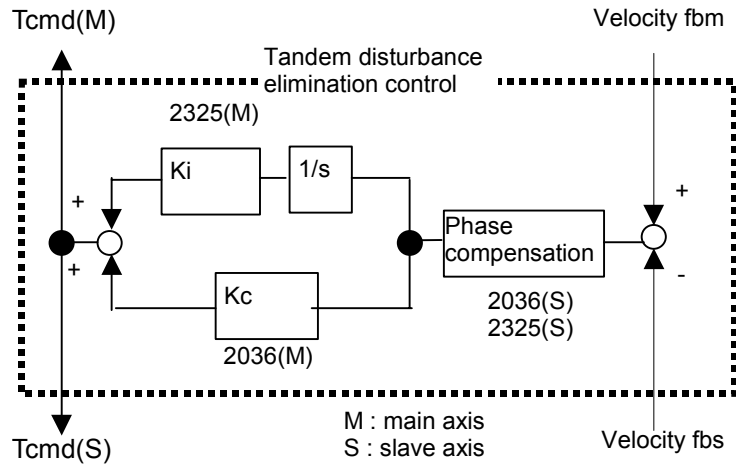 Tcmd(M)
Velocity fbm
Tandem disturbance
elimination control
2325(M)
Ki
1/s
+
+
Phase
compensation
+
-
Kc
2036(S)
2325(S)
2036(M)
M : main axis
S : slave axis
Tcmd(S)
Velocity fbs